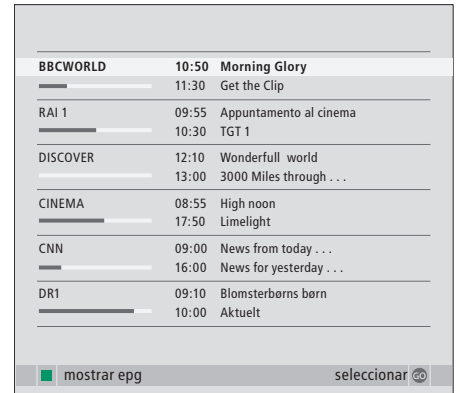 BBCWORLD 10:50 Morning Glory
11:30 Get the Clip
RAI 1 09:55 Appuntamento al cinema
10:30 TGT 1
DISCOVER 12:10 Wonderfull world
13:00 3000 Miles through . . .
CINEMA 08:55 High noon
17:50 Limelight
CNN 09:00 News from today . . .
16:00 News for yesterday . . .
DR1 09:10 Blomsterbørns børn
10:00 Aktuelt
mostrar epg seleccionar GO